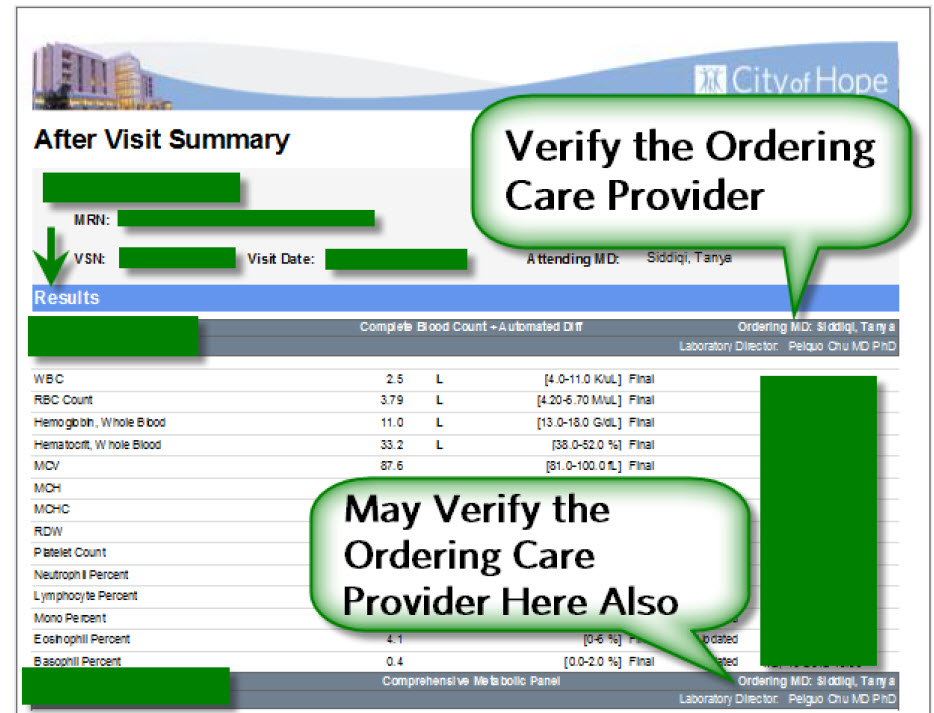 City of Hope
After Visit Summary
Verify the Ordering
Care Provider
MRN:
VSN: Visit Date: Attending MD: Siddiqi, Tanya
Results
Complete Blood Count + Automated Diff Ordering MD: Siddiqi, Tanya
Laboratory Director: Peiguo Chu MD PhD
WBC 2.5 L [4.0-11.0 K/uL] Final
RBC Count 3.79 L [4.20-6.70 M/uL] Final
Hemoglobin, Whole Blood 11.0 L [13.0-18.0 G/dL] Final
Hematocrit, Whole Blood 33.2 L [38.0-52.0 %] Final
MCV 87.6 [81.0-100.0 fL] Final
MCH
MCHC
RDW
Platelet Count
Neutrophil Percent
Lymphocyte Percent
Mono Percent
May Verify the
Ordering Care
Provider Here Also
Eosinophil Percent 4.1 [0-6 %]
Basophil Percent 0.4 [0.0-2.0 %] Final
Comprehensive Metabolic Panel Ordering MD: Siddiqi, Tanya
Laboratory Director: Peiguo Chu MD PhD